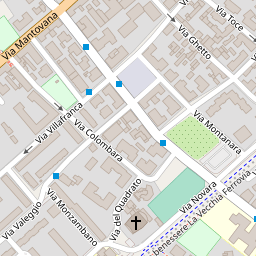 Via Mantovana
Via Toce
Via Ghetto
Via Villafranca
Via Colombara
Via Montanara
Via del Quadrato
Via Novara
benessere La Vecchia Ferrovia
Via Valeggio
Via Monzambano